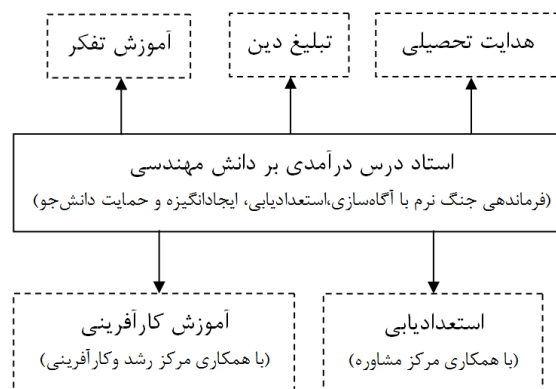 هدایت تحصیلی
تبلیغ دین
آموزش تفکر
استاد درس درآمدی بر دانش مهندسی
(فرماندهی جنگ نرم با آگاه‌سازی،استعدادیابی، ایجادانگیزه و حمایت دانش‌جو)
استعدادیابی
(با همکاری مرکز مشاوره)
آموزش کارآفرینی
(با همکاری مرکز رشد وکارآفرینی)